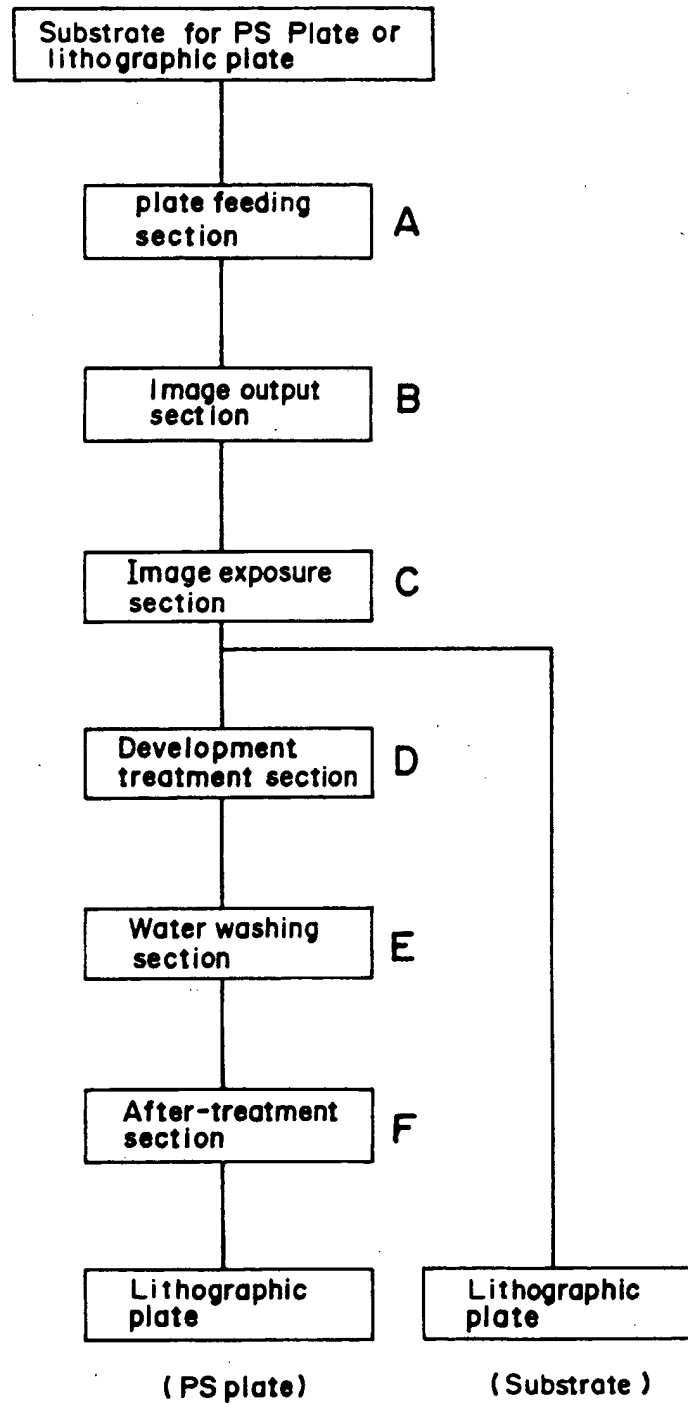 Substrate for PS Plate or
lithographic plate
plate feeding
section
A
Image output
section
B
Image exposure
section
C
Development
treatment section
D
Water washing
section
E
After-treatment
section
F
Lithographic
plate
Lithographic
plate
(PS plate)
(Substrate)